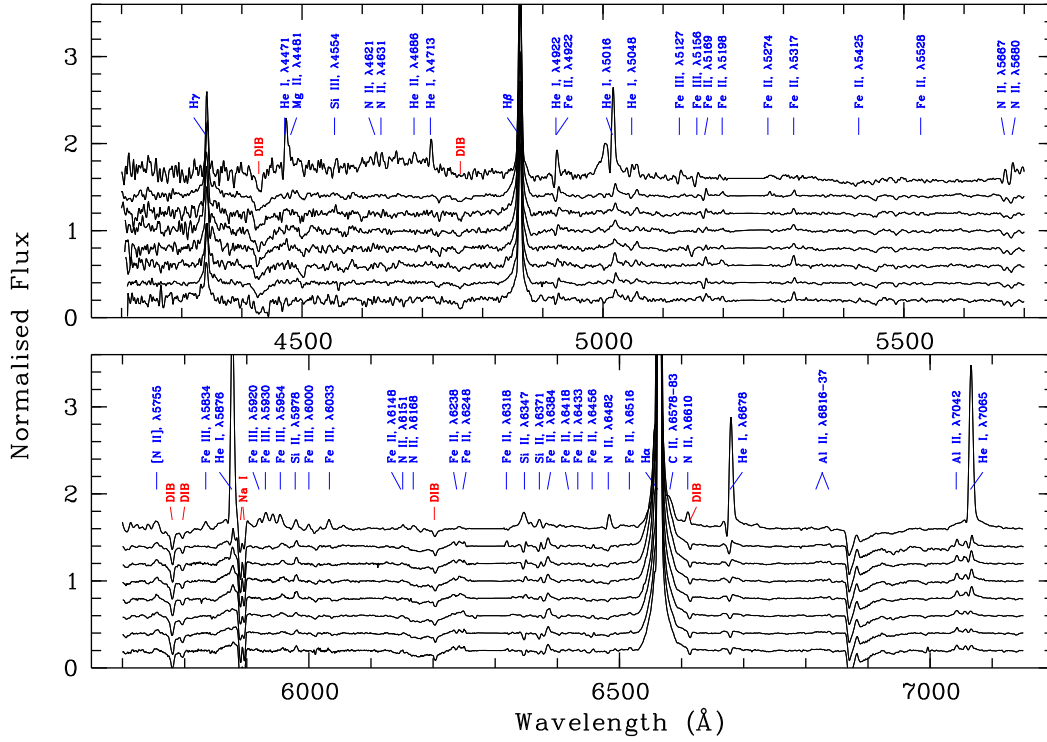 Normalised Flux
3
2
1
0
Hγ
DIB
He I, λ4471
Mg II, λ4481
Si III, λ4554
N II, λ4621
N II, λ4631
He II, λ4686
He I, λ4713
DIB
Hβ
He I, λ4922
Fe II, λ4922
He I, λ5016
He I, λ5048
Fe III, λ5127
Fe III, λ5156
Fe II, λ5169
Fe II, λ5198
Fe II, λ5274
Fe II, λ5317
Fe II, λ5425
Fe II, λ5528
N II, λ5667
N II, λ5680
4500
5000
5500
3
2
1
0
[N II], λ5755
DIB
DIB
Fe III, λ5834
He I, λ5876
Na I
Fe III, λ5920
Fe III, λ5930
Fe III, λ5954
Si II, λ5978
Fe III, λ6000
Fe III, λ6033
Fe II, λ6148
N II, λ6151
N II, λ6168
DIB
Fe II, λ6238
Fe II, λ6248
Fe II, λ6318
Si II, λ6347
Si II, λ6371
Fe II, λ6384
Fe II, λ6418
Fe II, λ6433
Fe II, λ6456
N II, λ6482
Fe II, λ6516
Hα
C II, λ6578-83
N II, λ6610
DIB
He I, λ6678
Al II, λ6816-37
Al II, λ7042
He I, λ7065
6000
6500
7000
Wavelength (Å)